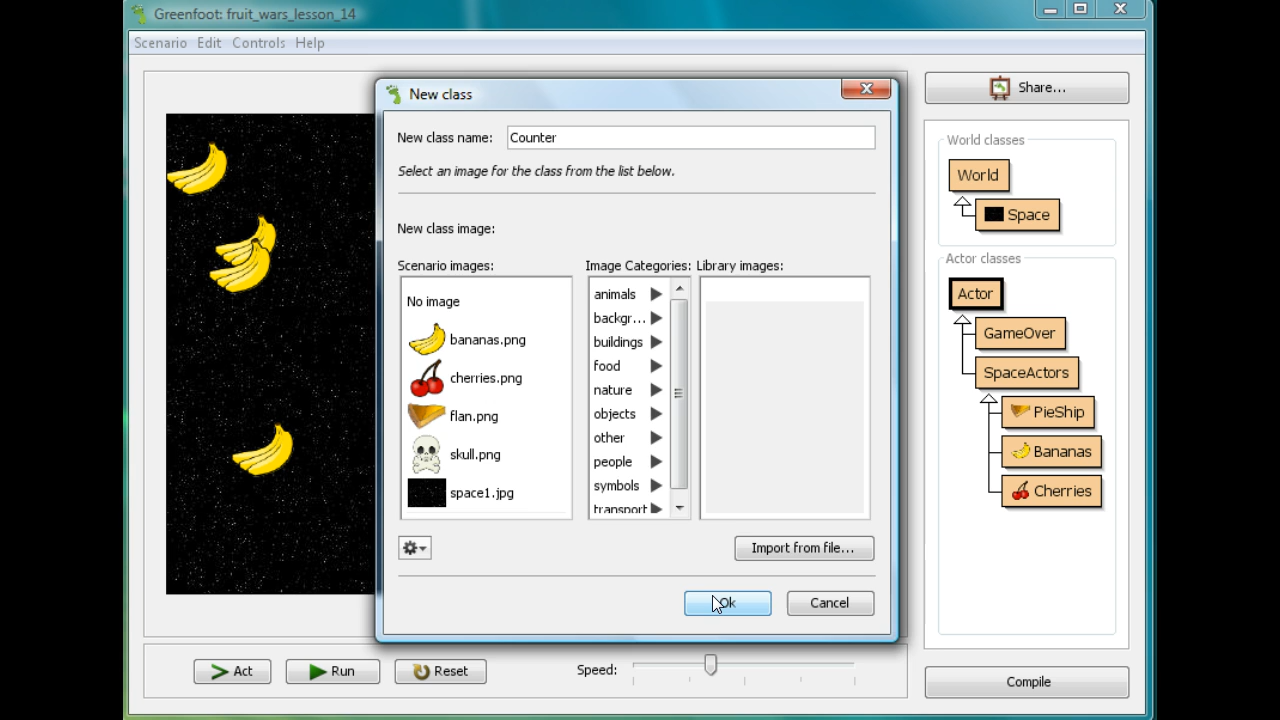 Greenfoot: fruit_wars_lesson_14
Scenario Edit Controls Help
New class
New class name: Counter
Select an image for the class from the list below.
New class image:
Scenario images: Image Categories: Library images:
No image
bananas.png
cherries.png
flan.png
skull.png
space1.jpg
animals
backgr...
buildings
food
nature
objects
other
people
symbols
transport
Import from file...
Ok Cancel
Share...
World classes
World
Space
Actor classes
Actor
GameOver
SpaceActors
PieShip
Bananas
Cherries
Act Run Reset Speed:
Compile